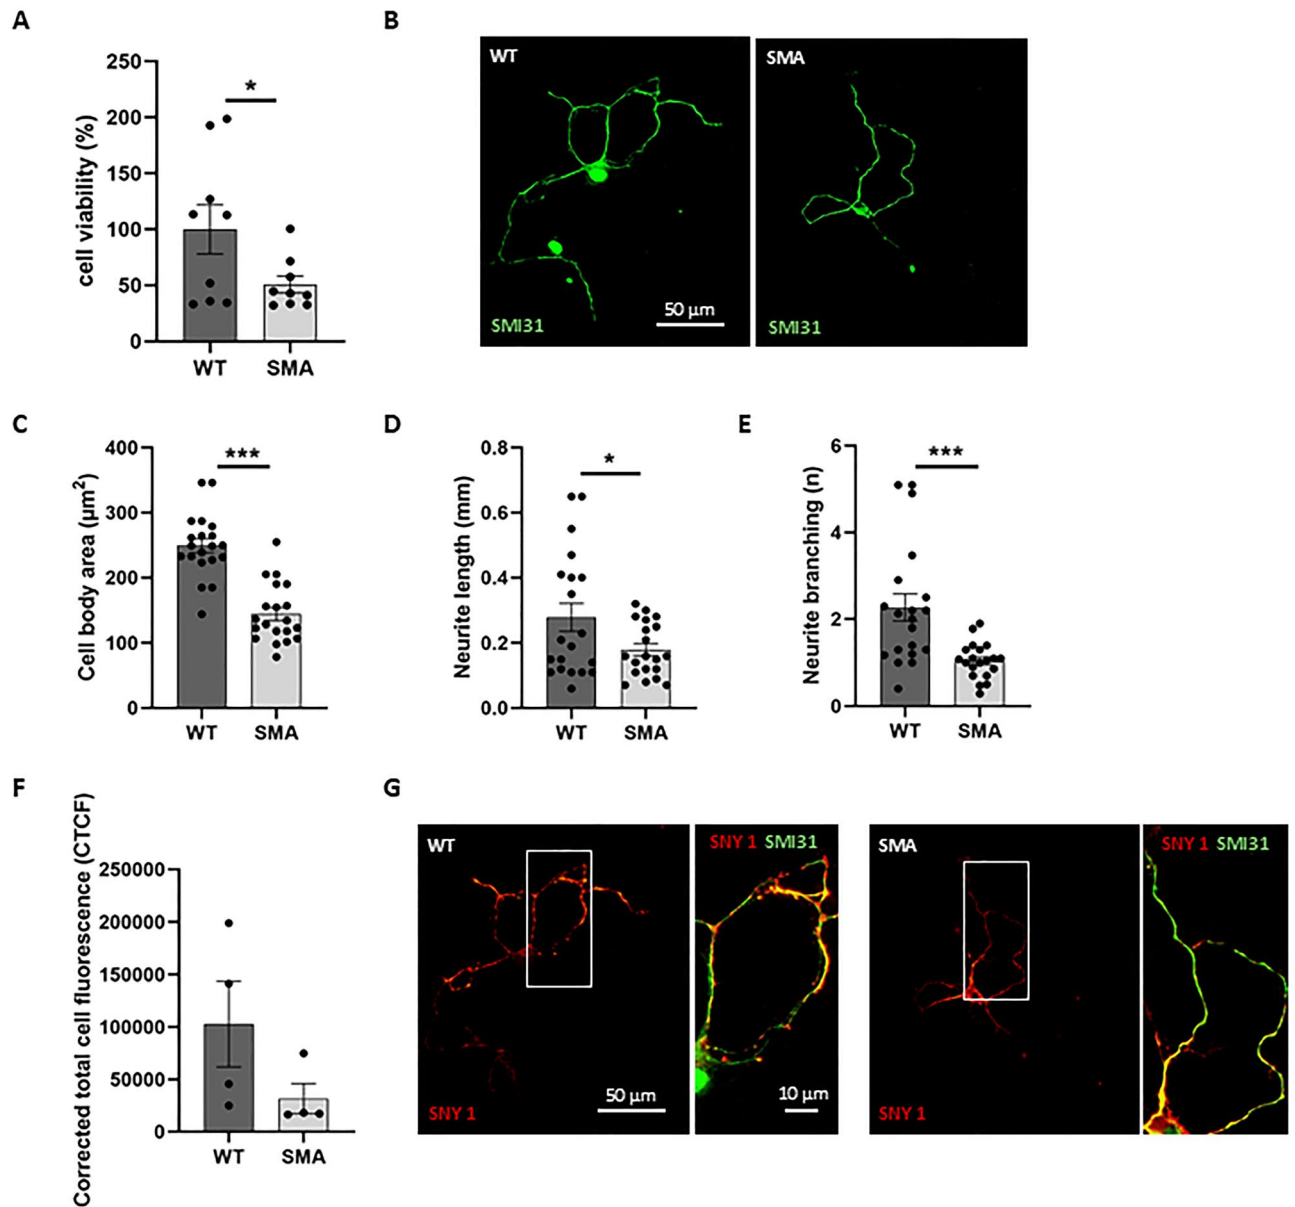 A
cell viability (%)
250
200
150
100
50
0
*
WT
SMA
B
WT
SMI31
50 µm
SMA
SMI31
C
Cell body area (µm²)
400
300
200
100
0
***
WT
SMA
D
Neurite length (mm)
0.8
0.6
0.4
0.2
0.0
*
WT
SMA
E
Neurite branching (n)
6
4
2
0
***
WT
SMA
F
Corrected total cell fluorescence (CTCF)
250000
200000
150000
100000
50000
0
WT
SMA
G
WT
SNY 1
50 µm
SNY 1 SMI31
10 µm
SMA
SNY 1
SNY 1 SMI31